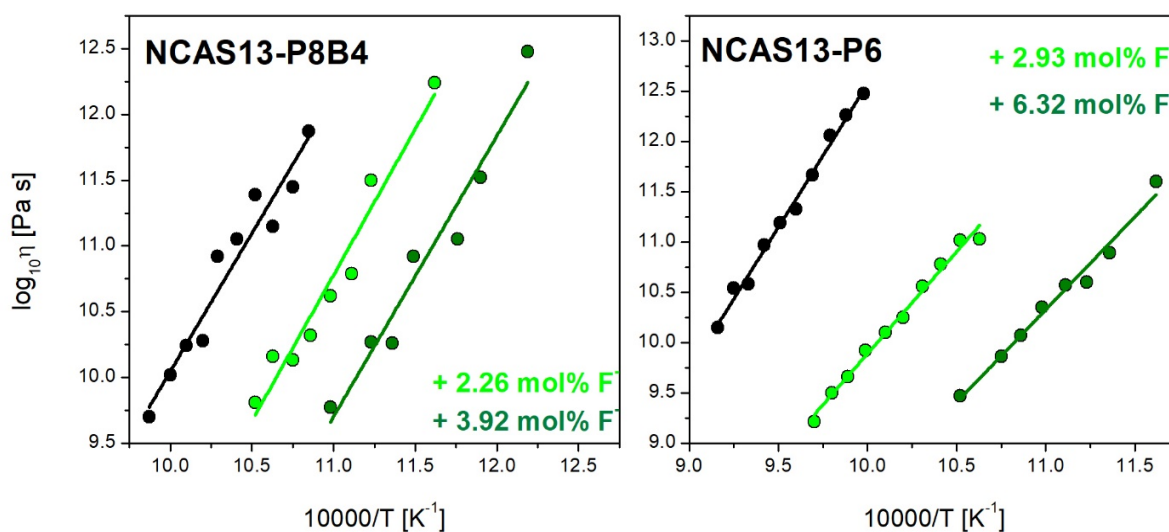 NCAS13-P8B4
log₁₀η [Pa s]
12.5
12.0
11.5
11.0
10.5
10.0
9.5
+ 2.26 mol% F⁻
+ 3.92 mol% F⁻
10.0 10.5 11.0 11.5 12.0 12.5
10000/T [K⁻¹]
NCAS13-P6
+ 2.93 mol% F
+ 6.32 mol% F
13.0
12.5
12.0
11.5
11.0
10.5
10.0
9.5
9.0
9.0 9.5 10.0 10.5 11.0 11.5
10000/T [K⁻¹]